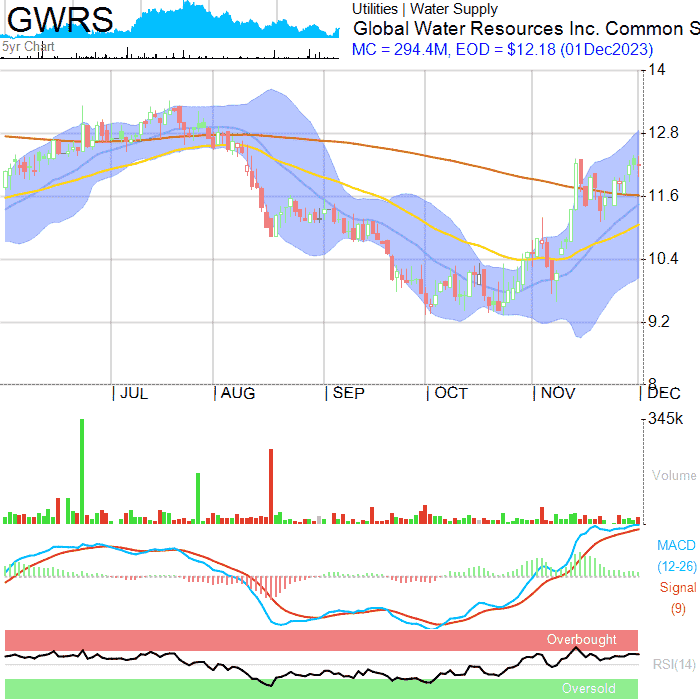 GWRS
5yr Chart
Utilities | Water Supply
Global Water Resources Inc. Common S
MC = 294.4M, EOD = $12.18 (01Dec2023)
14
12.8
11.6
10.4
9.2
8
JUL AUG SEP OCT NOV DEC
345k
Volume
MACD
(12-26)
Signal
(9)
Overbought
RSI(14)
Oversold